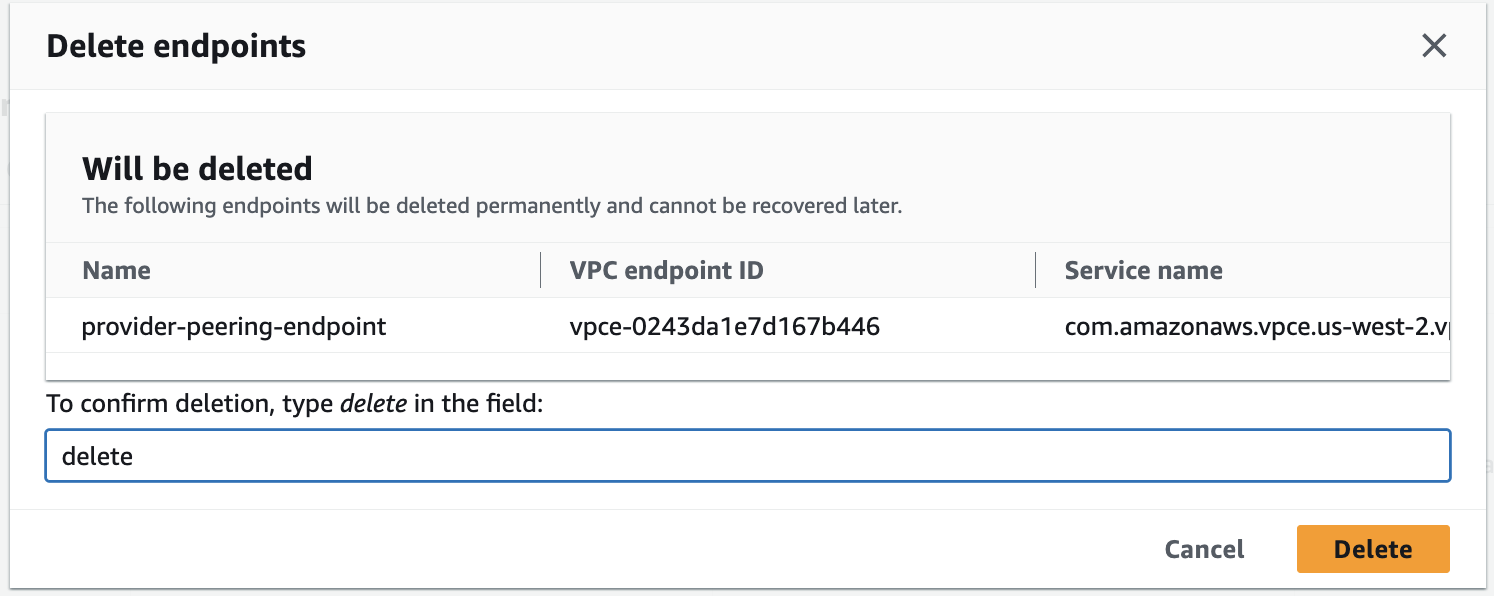 Delete endpoints
Will be deleted
The following endpoints will be deleted permanently and cannot be recovered later.
Name VPC endpoint ID Service name
provider-peering-endpoint vpce-0243da1e7d167b446 com.amazonaws.vpce.us-west-2.vp
To confirm deletion, type delete in the field:
delete
Cancel Delete